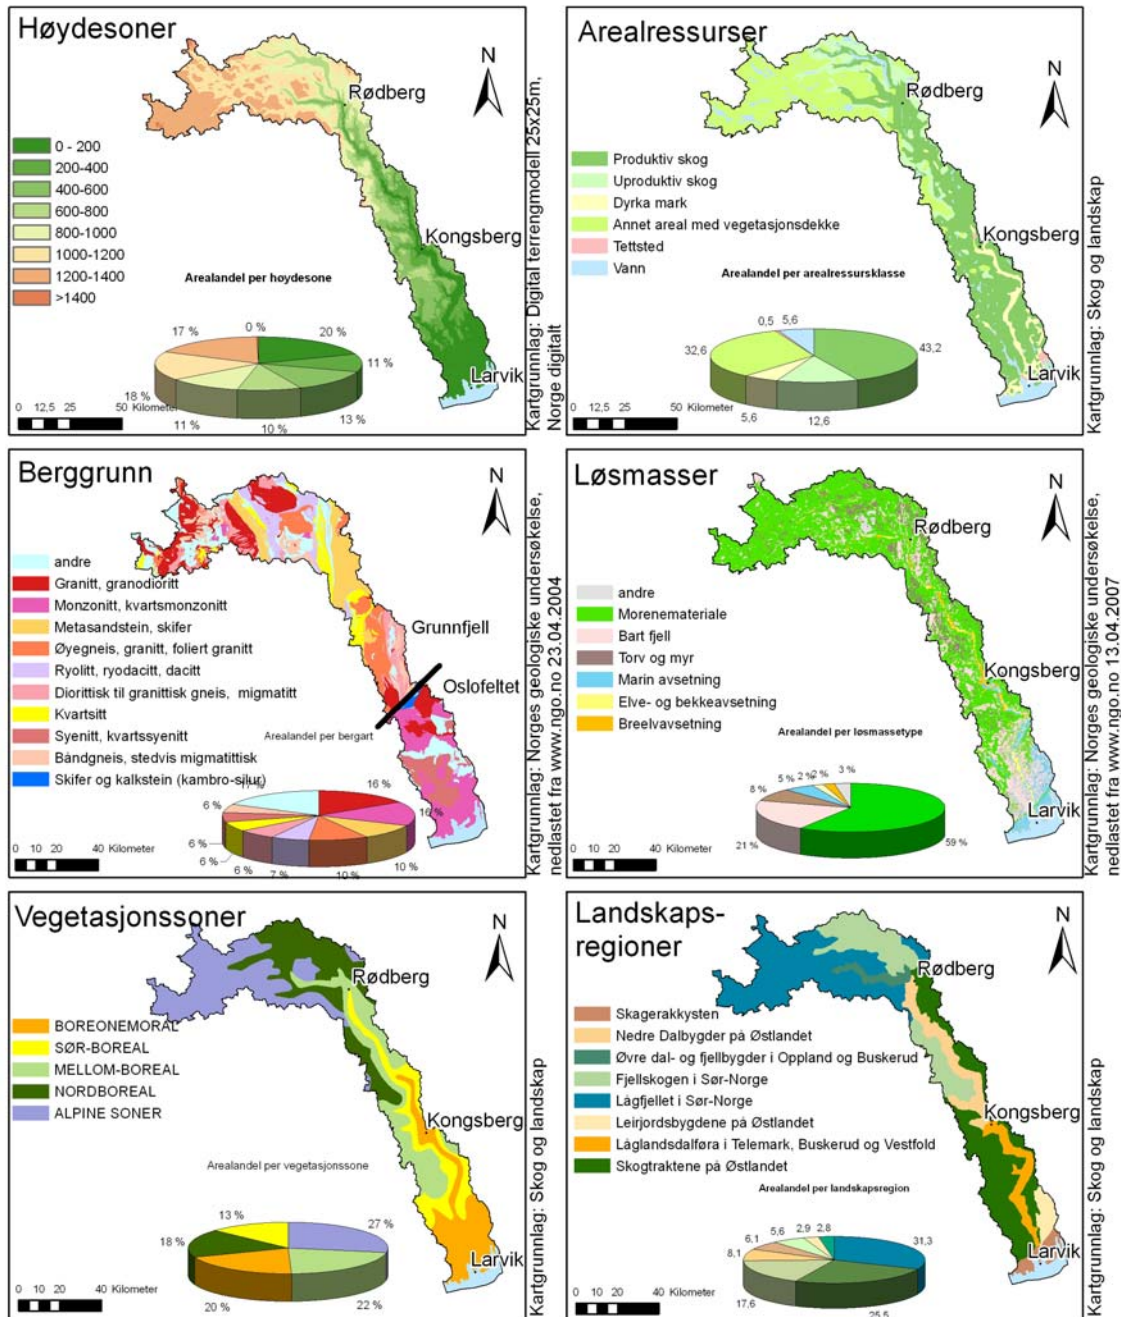 Høydesoner
N
Rødberg
Kongsberg
Larvik
0 - 200
200-400
400-600
600-800
800-1000
1000-1200
1200-1400
>1400
Arealandel per høydesone
0 %
20 %
11 %
13 %
10 %
11 %
18 %
17 %
0 12,5 25 50 Kilometer
Kartgrunnlag: Digital terrengmodell 25x25m,
Norge digitalt
Arealressurser
N
Rødberg
Kongsberg
Larvik
Produktiv skog
Uproduktiv skog
Dyrka mark
Annet areal med vegetasjonsdekke
Tettsted
Vann
Arealandel per arealressursklasse
0,5
5,6
43,2
12,6
5,6
32,6
0 12,5 25 50 Kilometer
Kartgrunnlag: Skog og landskap
Berggrunn
N
Grunnfjell
Oslofeltet
andre
Granitt, granodioritt
Monzonitt, kvartsmonzonitt
Metasandstein, skifer
Øyegneis, granitt, foliert granitt
Ryolitt, ryodacitt, dacitt
Diorittisk til granittisk gneis, migmatitt
Kvartsitt
Syenitt, kvartssyenitt
Båndgneis, stedvis migmatittisk
Skifer og kalkstein (kambro-silur)
Arealandel per bergart
17 %
16 %
16 %
10 %
10 %
7 %
6 %
6 %
6 %
6 %
0 10 20 40 Kilometer
Kartgrunnlag: Norges geologiske undersøkelse,
nedlastet fra www.ngo.no 23.04.2004
Løsmasser
N
Rødberg
Kongsberg
Larvik
andre
Morenemateriale
Bart fjell
Torv og myr
Marin avsetning
Elve- og bekkeavsetning
Breelvavsetning
Arealandel per løsmassetype
8 %
5 %
2 %
2 %
3 %
59 %
21 %
0 10 20 40 Kilometer
Kartgrunnlag: Norges geologiske undersøkelse,
nedlastet fra www.ngo.no 13.04.2007
Vegetasjonssoner
N
Rødberg
Kongsberg
Larvik
BOREONEMORAL
SØR-BOREAL
MELLOM-BOREAL
NORDBOREAL
ALPINE SONER
Arealandel per vegetasjonssone
13 %
27 %
18 %
20 %
22 %
0 10 20 40 Kilometer
Kartgrunnlag: Skog og landskap
Landskaps-
regioner
N
Rødberg
Kongsberg
Larvik
Skagerakkysten
Nedre Dalbygder på Østlandet
Øvre dal- og fjellbygder i Oppland og Buskerud
Fjellskogen i Sør-Norge
Lågfjellet i Sør-Norge
Leirjordsbygdene på Østlandet
Låglandsdalføra i Telemark, Buskerud og Vestfold
Skogtraktene på Østlandet
Arealandel per landskapsregion
8,1
6,1
5,6
2,9
2,8
31,3
25,5
17,6
0 10 20 40 Kilometer
Kartgrunnlag: Skog og landskap